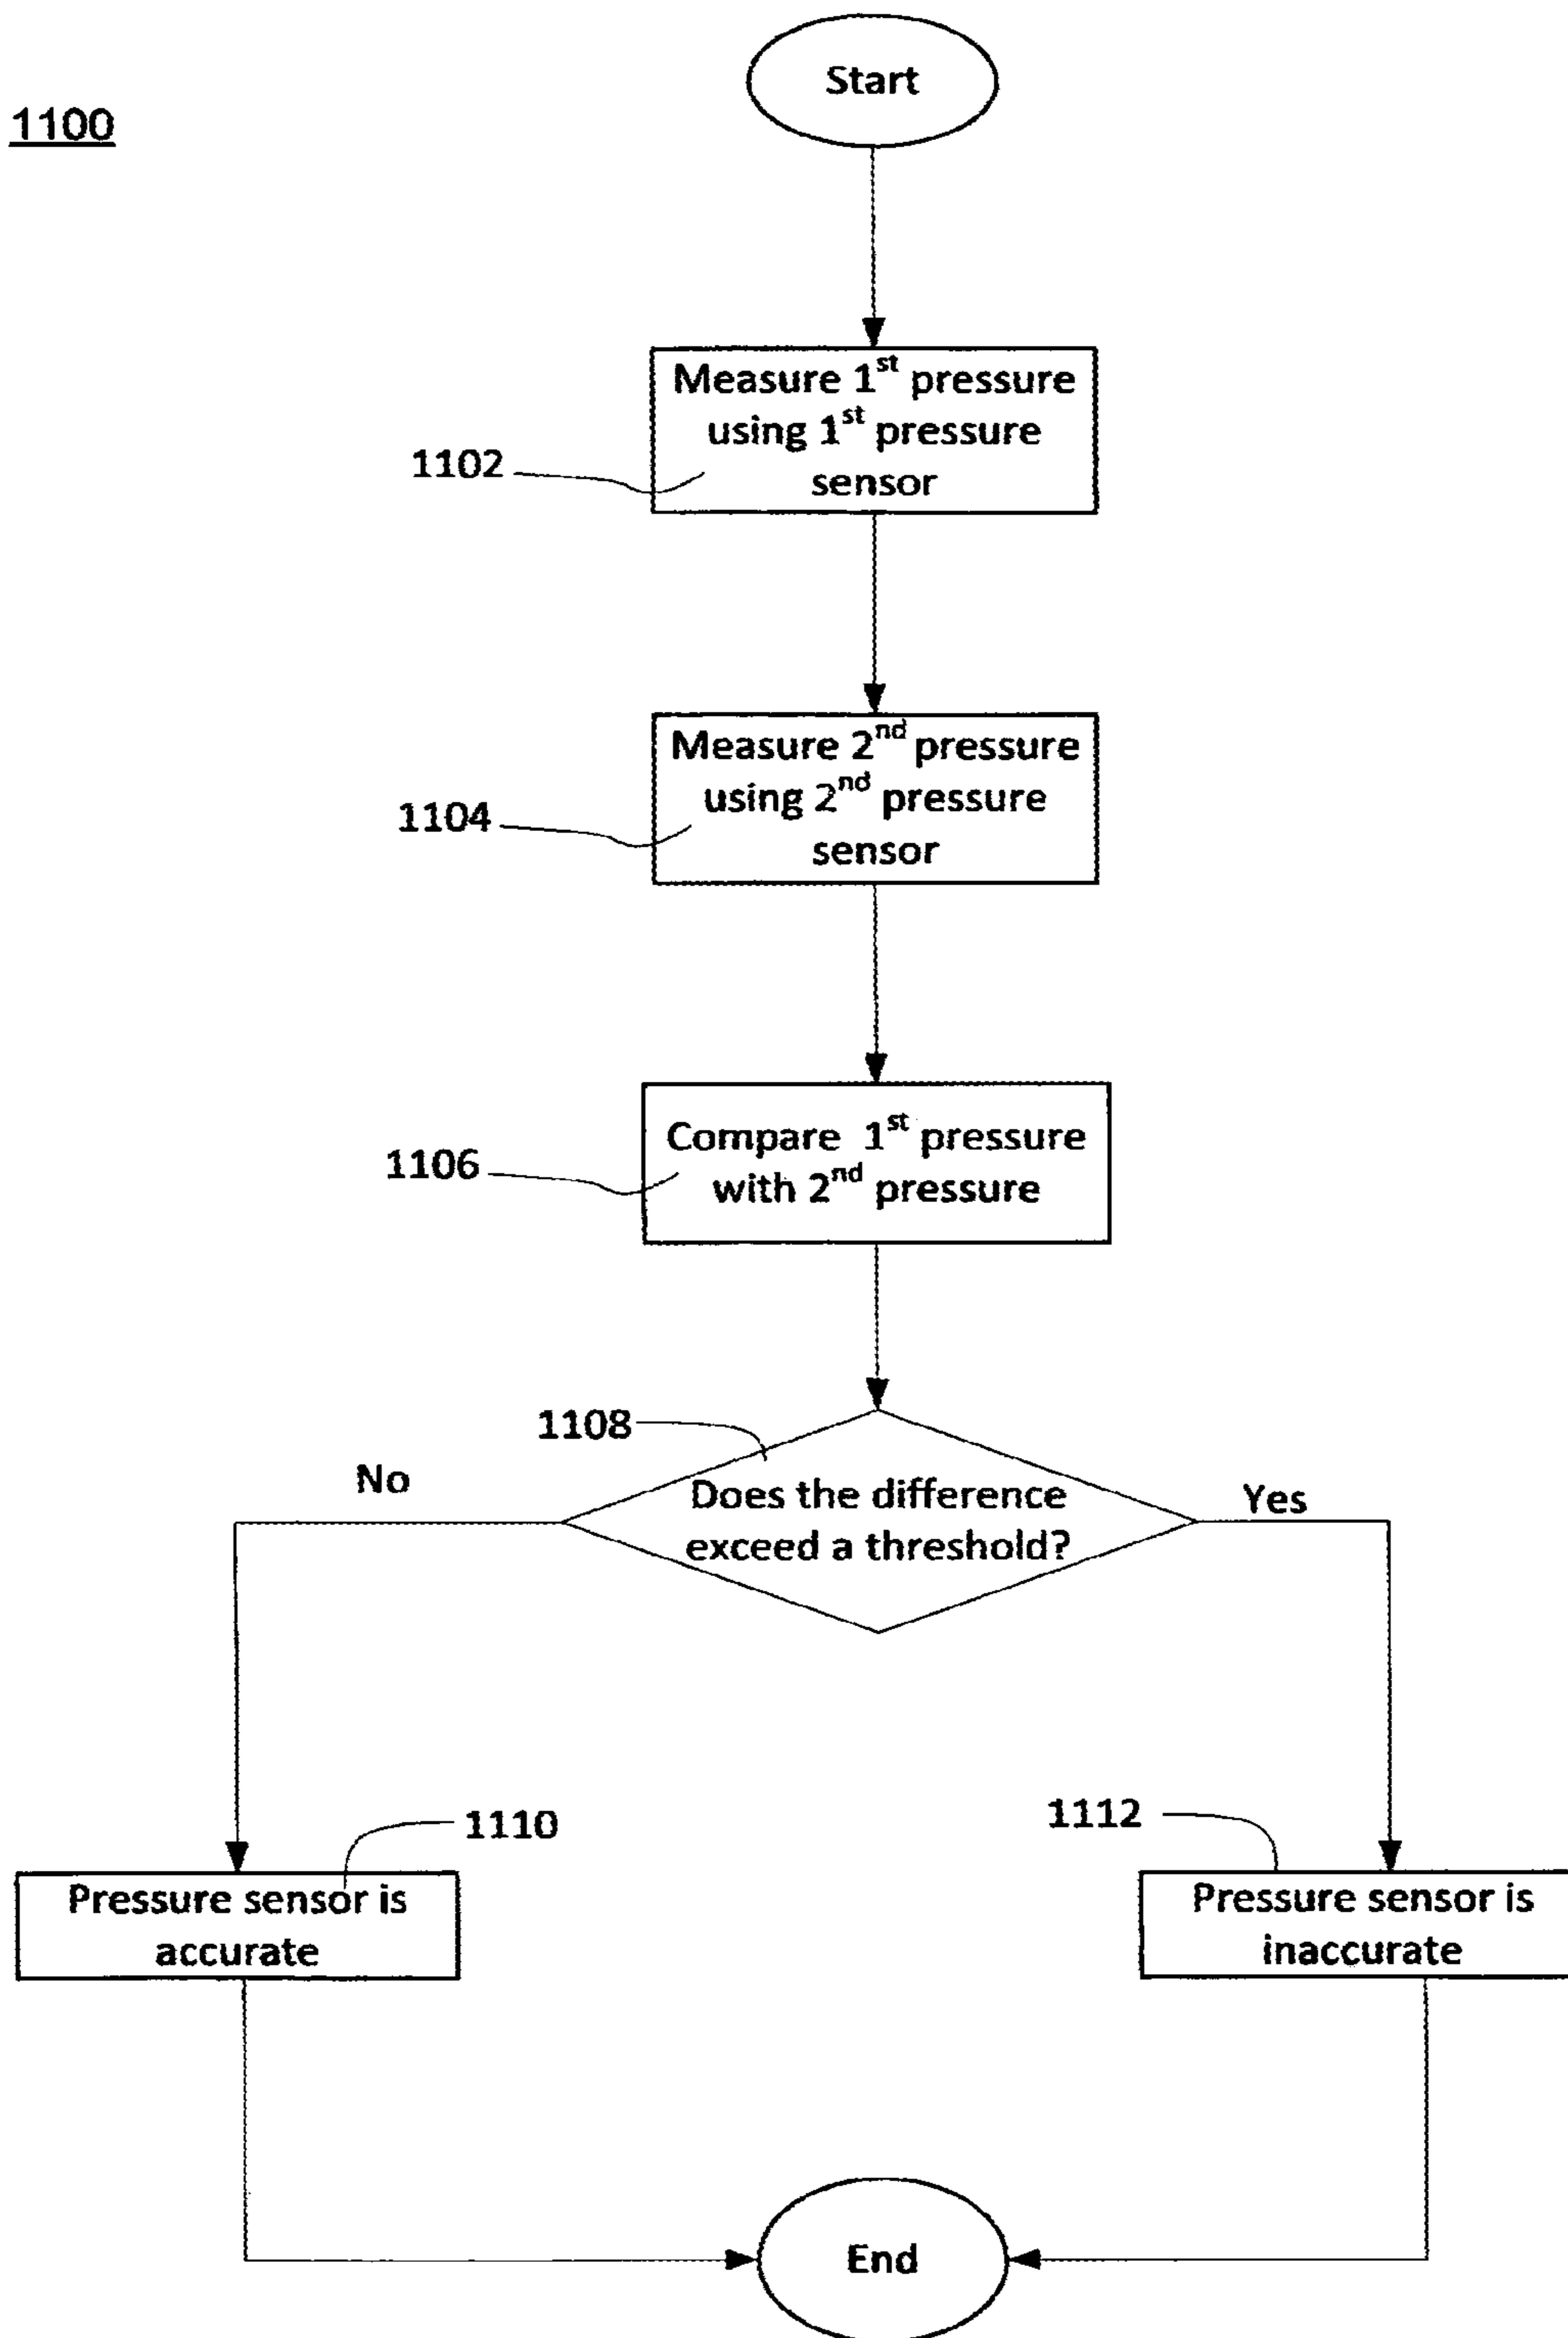 Start
1100
Measure 1st pressure
using 1st pressure
sensor
1102
Measure 2nd pressure
using 2nd pressure
sensor
1104
Compare 1st pressure
with 2nd pressure
1106
1108
No
Does the difference
exceed a threshold?
Yes
1110
1112
Pressure sensor is
accurate
Pressure sensor is
inaccurate
End